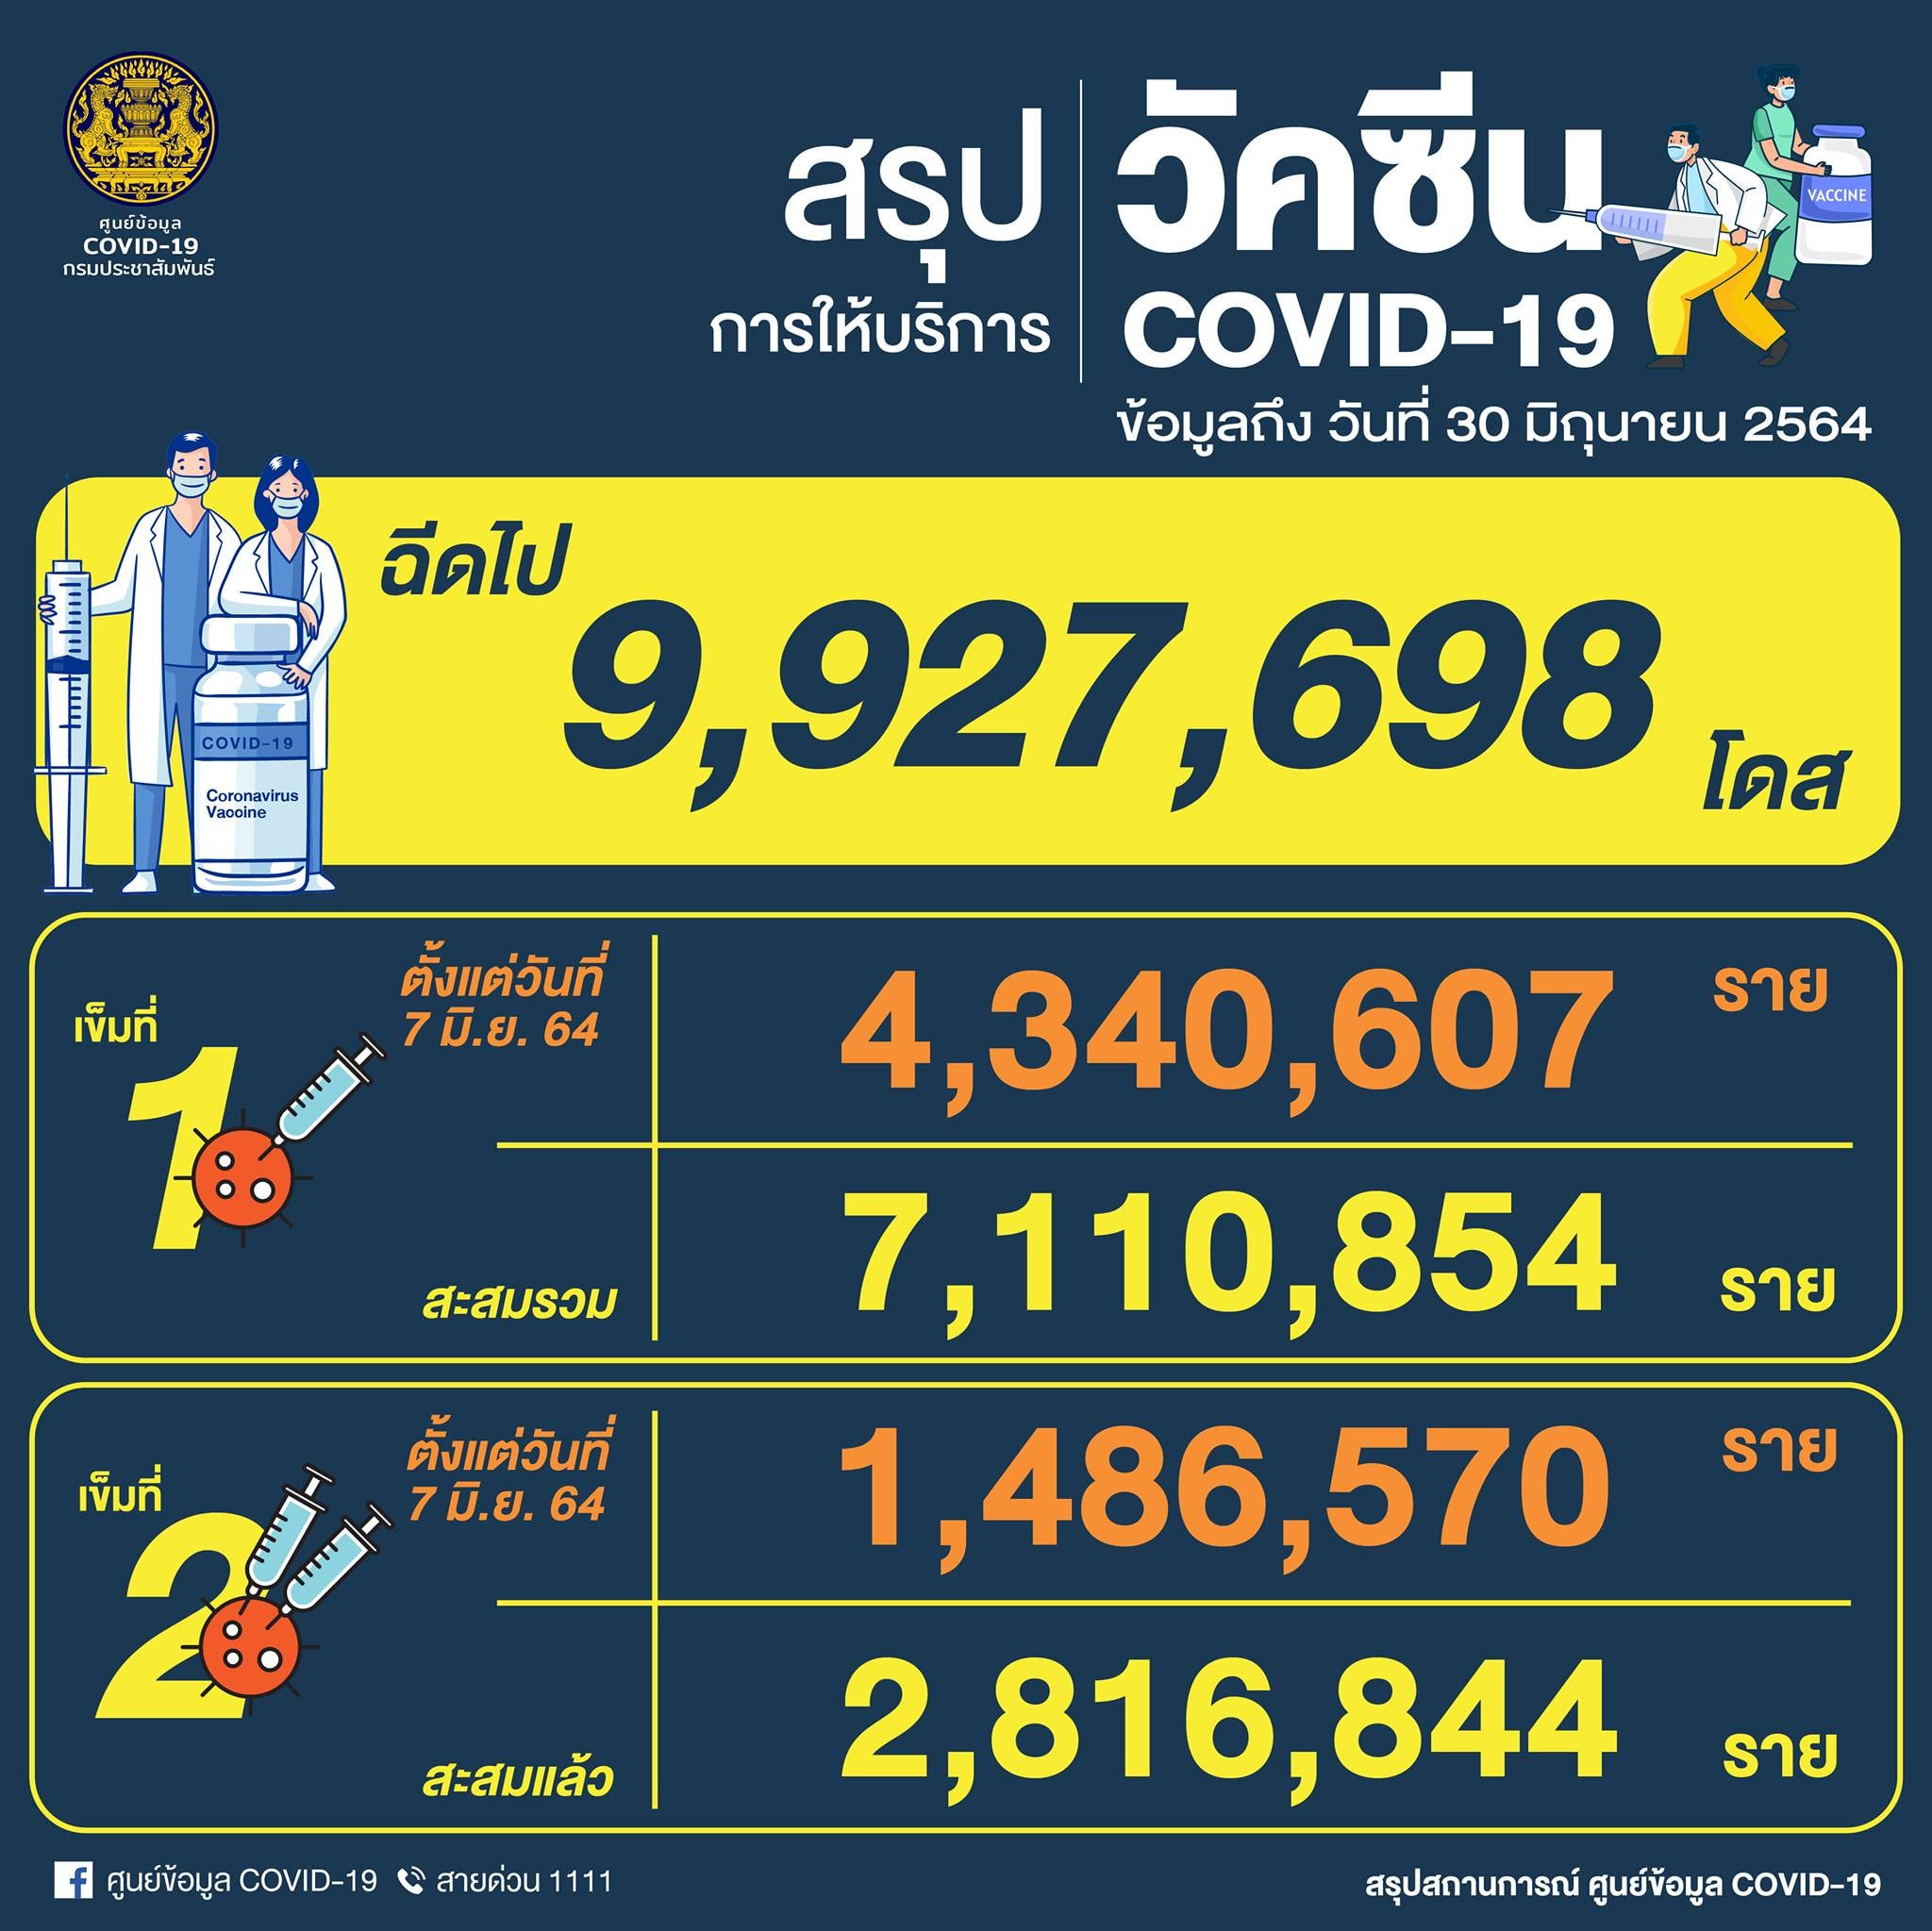 ศูนย์ข้อมูล
COVID-19
กรมประชาสัมพันธ์
สรุป
การให้บริการ
วัคซีน
COVID-19
VACCINE
ข้อมูลถึง วันที่ 30 มิถุนายน 2564
ฉีดไป
9,927,698
โดส
COVID-19
Coronavirus
Vaccine
เข็มที่
1
ตั้งแต่วันที่
7 มิ.ย. 64
4,340,607 ราย
สะสมรวม
7,110,854 ราย
เข็มที่
2
ตั้งแต่วันที่
7 มิ.ย. 64
1,486,570 ราย
สะสมแล้ว
2,816,844 ราย
ศูนย์ข้อมูล COVID-19 สายด่วน 1111
สรุปสถานการณ์ ศูนย์ข้อมูล COVID-19